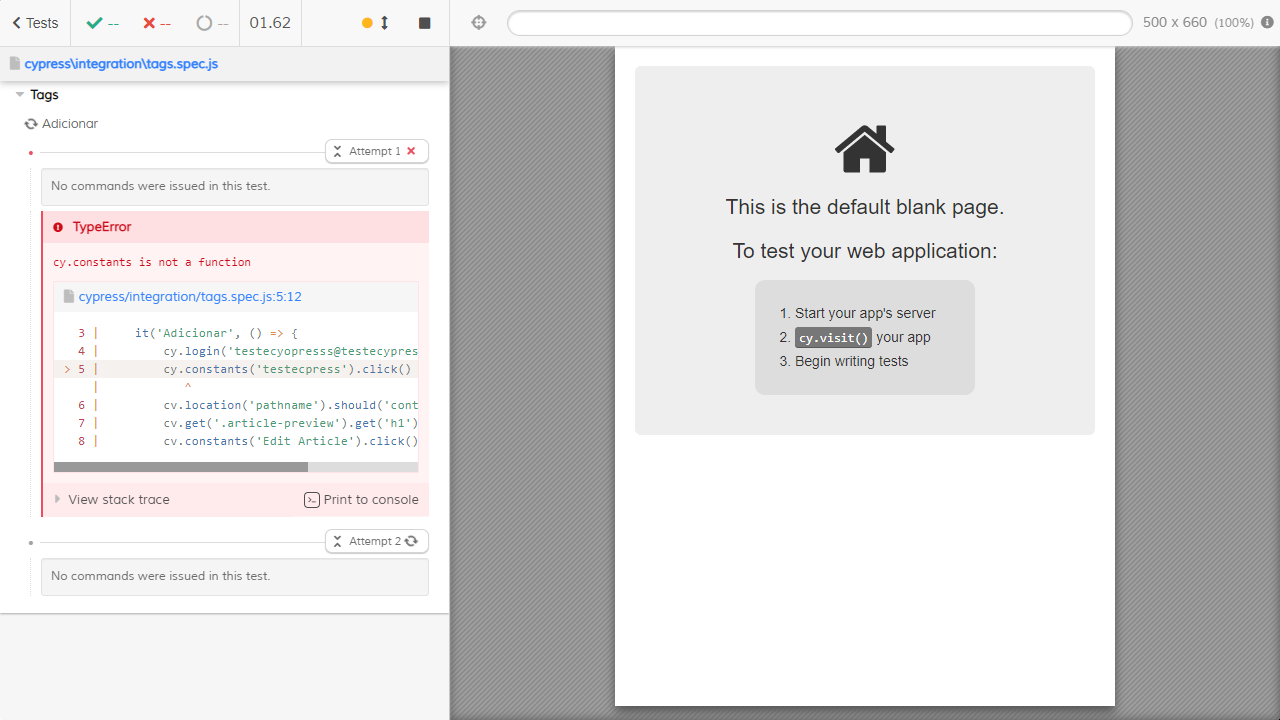 Tests -- -- -- 01.62
500 x 660 (100%)
cypress\integration\tags.spec.js
Tags
Adicionar
Attempt 1
No commands were issued in this test.
TypeError
cy.constants is not a function
cypress/integration/tags.spec.js:5:12
3 | it('Adicionar', () => {
4 | cy.login('testecyopresss@testecypres
> 5 | cy.constants('testecpress').click()
| ^
6 | cv.location('pathname').should('cont
7 | cv.get('.article-preview').get('h1')
8 | cv.constants('Edit Article').click()
View stack trace
Print to console
Attempt 2
No commands were issued in this test.
This is the default blank page.
To test your web application:
1. Start your app's server
2. cy.visit() your app
3. Begin writing tests